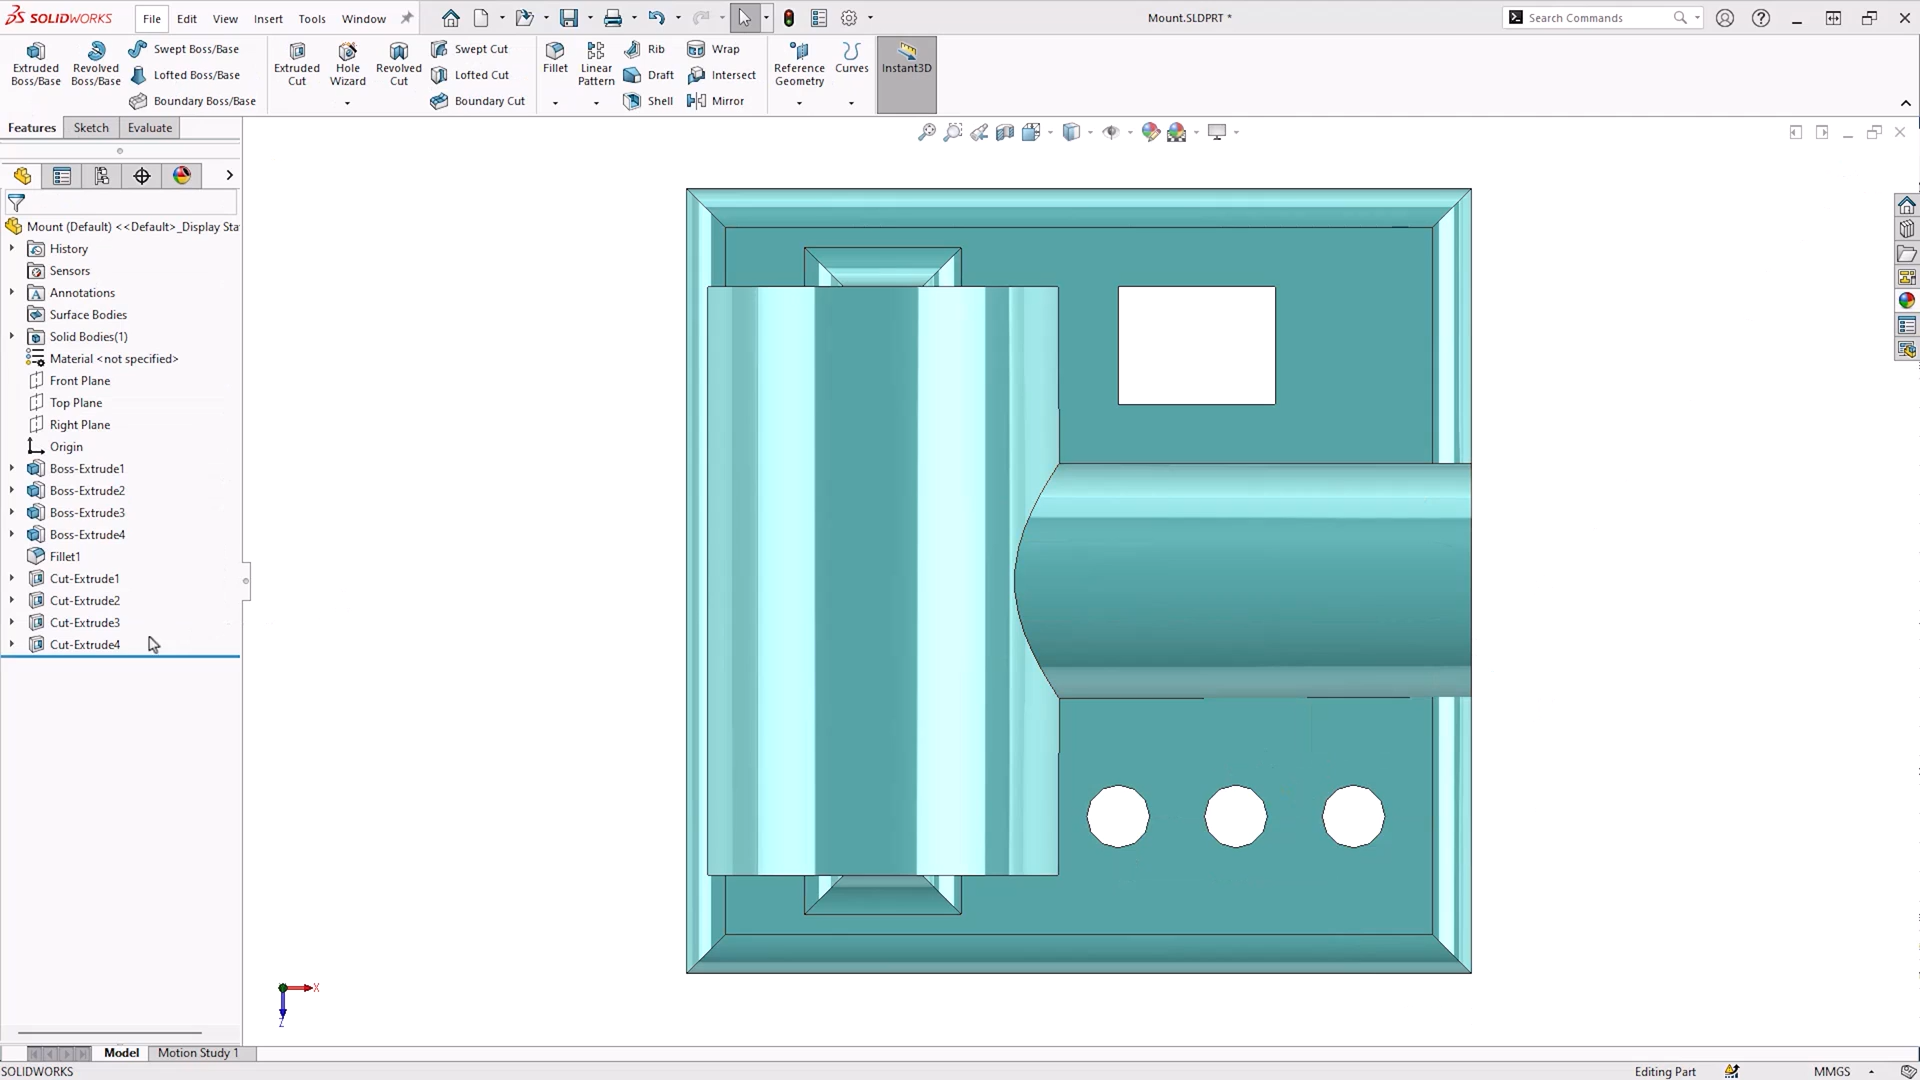 SOLIDWORKS File Edit View Insert Tools Window Mount.SLDPRT * Search Commands
Extruded Boss/Base
Revolved Boss/Base
Swept Boss/Base
Lofted Boss/Base
Boundary Boss/Base
Extruded Cut
Hole Wizard
Revolved Cut
Swept Cut
Lofted Cut
Boundary Cut
Fillet
Linear Pattern
Rib
Draft
Shell
Wrap
Intersect
Mirror
Reference Geometry
Curves
Instant3D
Features Sketch Evaluate
Mount (Default) <<Default>_Display Sta
History
Sensors
Annotations
Surface Bodies
Solid Bodies(1)
Material <not specified>
Front Plane
Top Plane
Right Plane
Origin
Boss-Extrude1
Boss-Extrude2
Boss-Extrude3
Boss-Extrude4
Fillet1
Cut-Extrude1
Cut-Extrude2
Cut-Extrude3
Cut-Extrude4
X
Z
Model Motion Study 1
SOLIDWORKS Editing Part MMGS